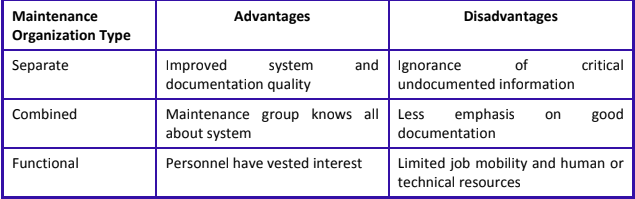 Maintenance Organization Type | Advantages | Disadvantages
Separate | Improved system and documentation quality | Ignorance of critical undocumented information
Combined | Maintenance group knows all about system | Less emphasis on good documentation
Functional | Personnel have vested interest | Limited job mobility and human or technical resources